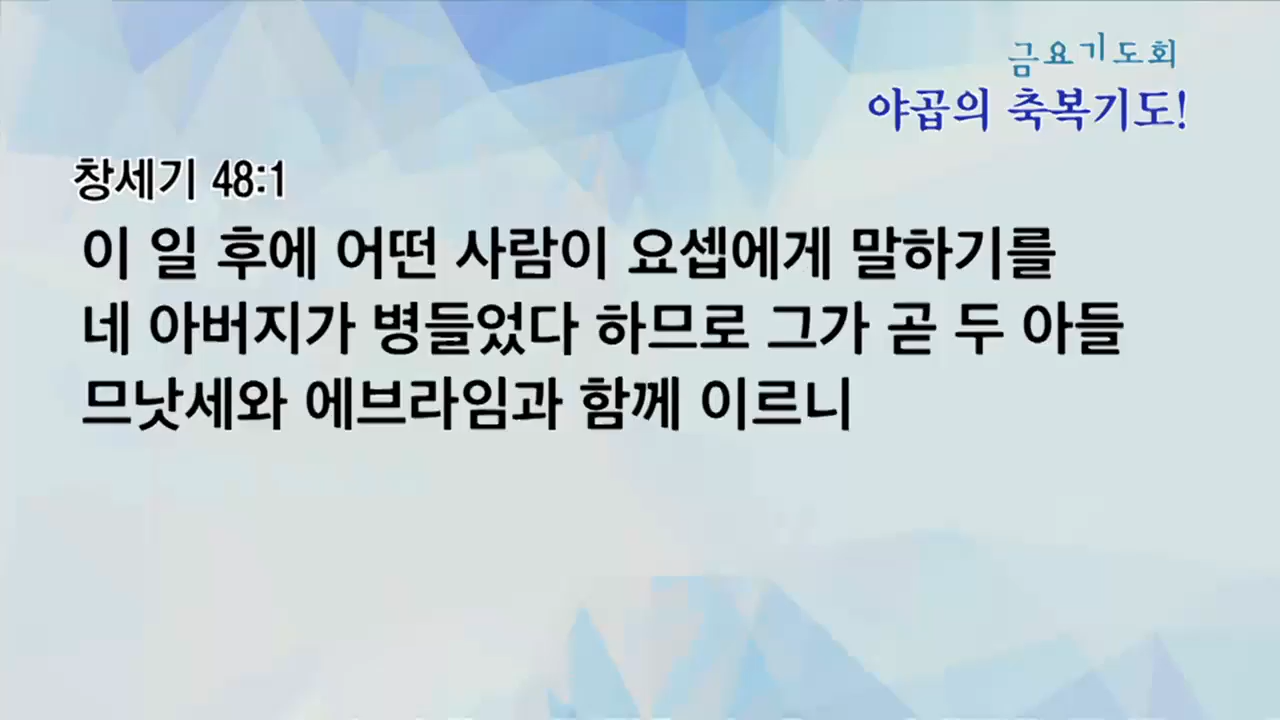 금요기도회
야곱의 축복기도!
창세기 48:1
이 일 후에 어떤 사람이 요셉에게 말하기를
네 아버지가 병들었다 하므로 그가 곧 두 아들
므낫세와 에브라임과 함께 이르니